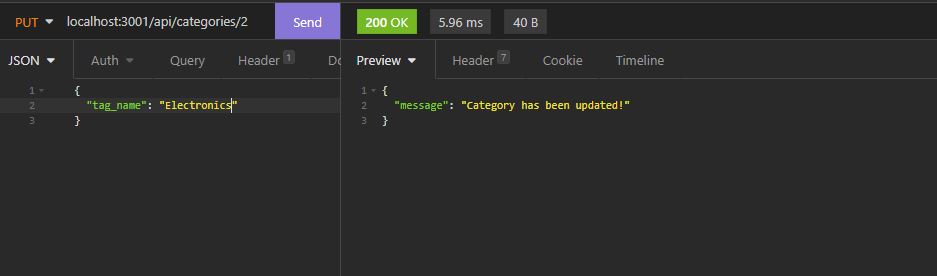 PUT localhost:3001/api/categories/2 Send 200 OK 5.96 ms 40 B
JSON Auth Query Header 1 Do Preview Header 7 Cookie Timeline
1 { 1 {
2 "tag_name": "Electronics" 2 "message": "Category has been updated!"
3 } 3 }